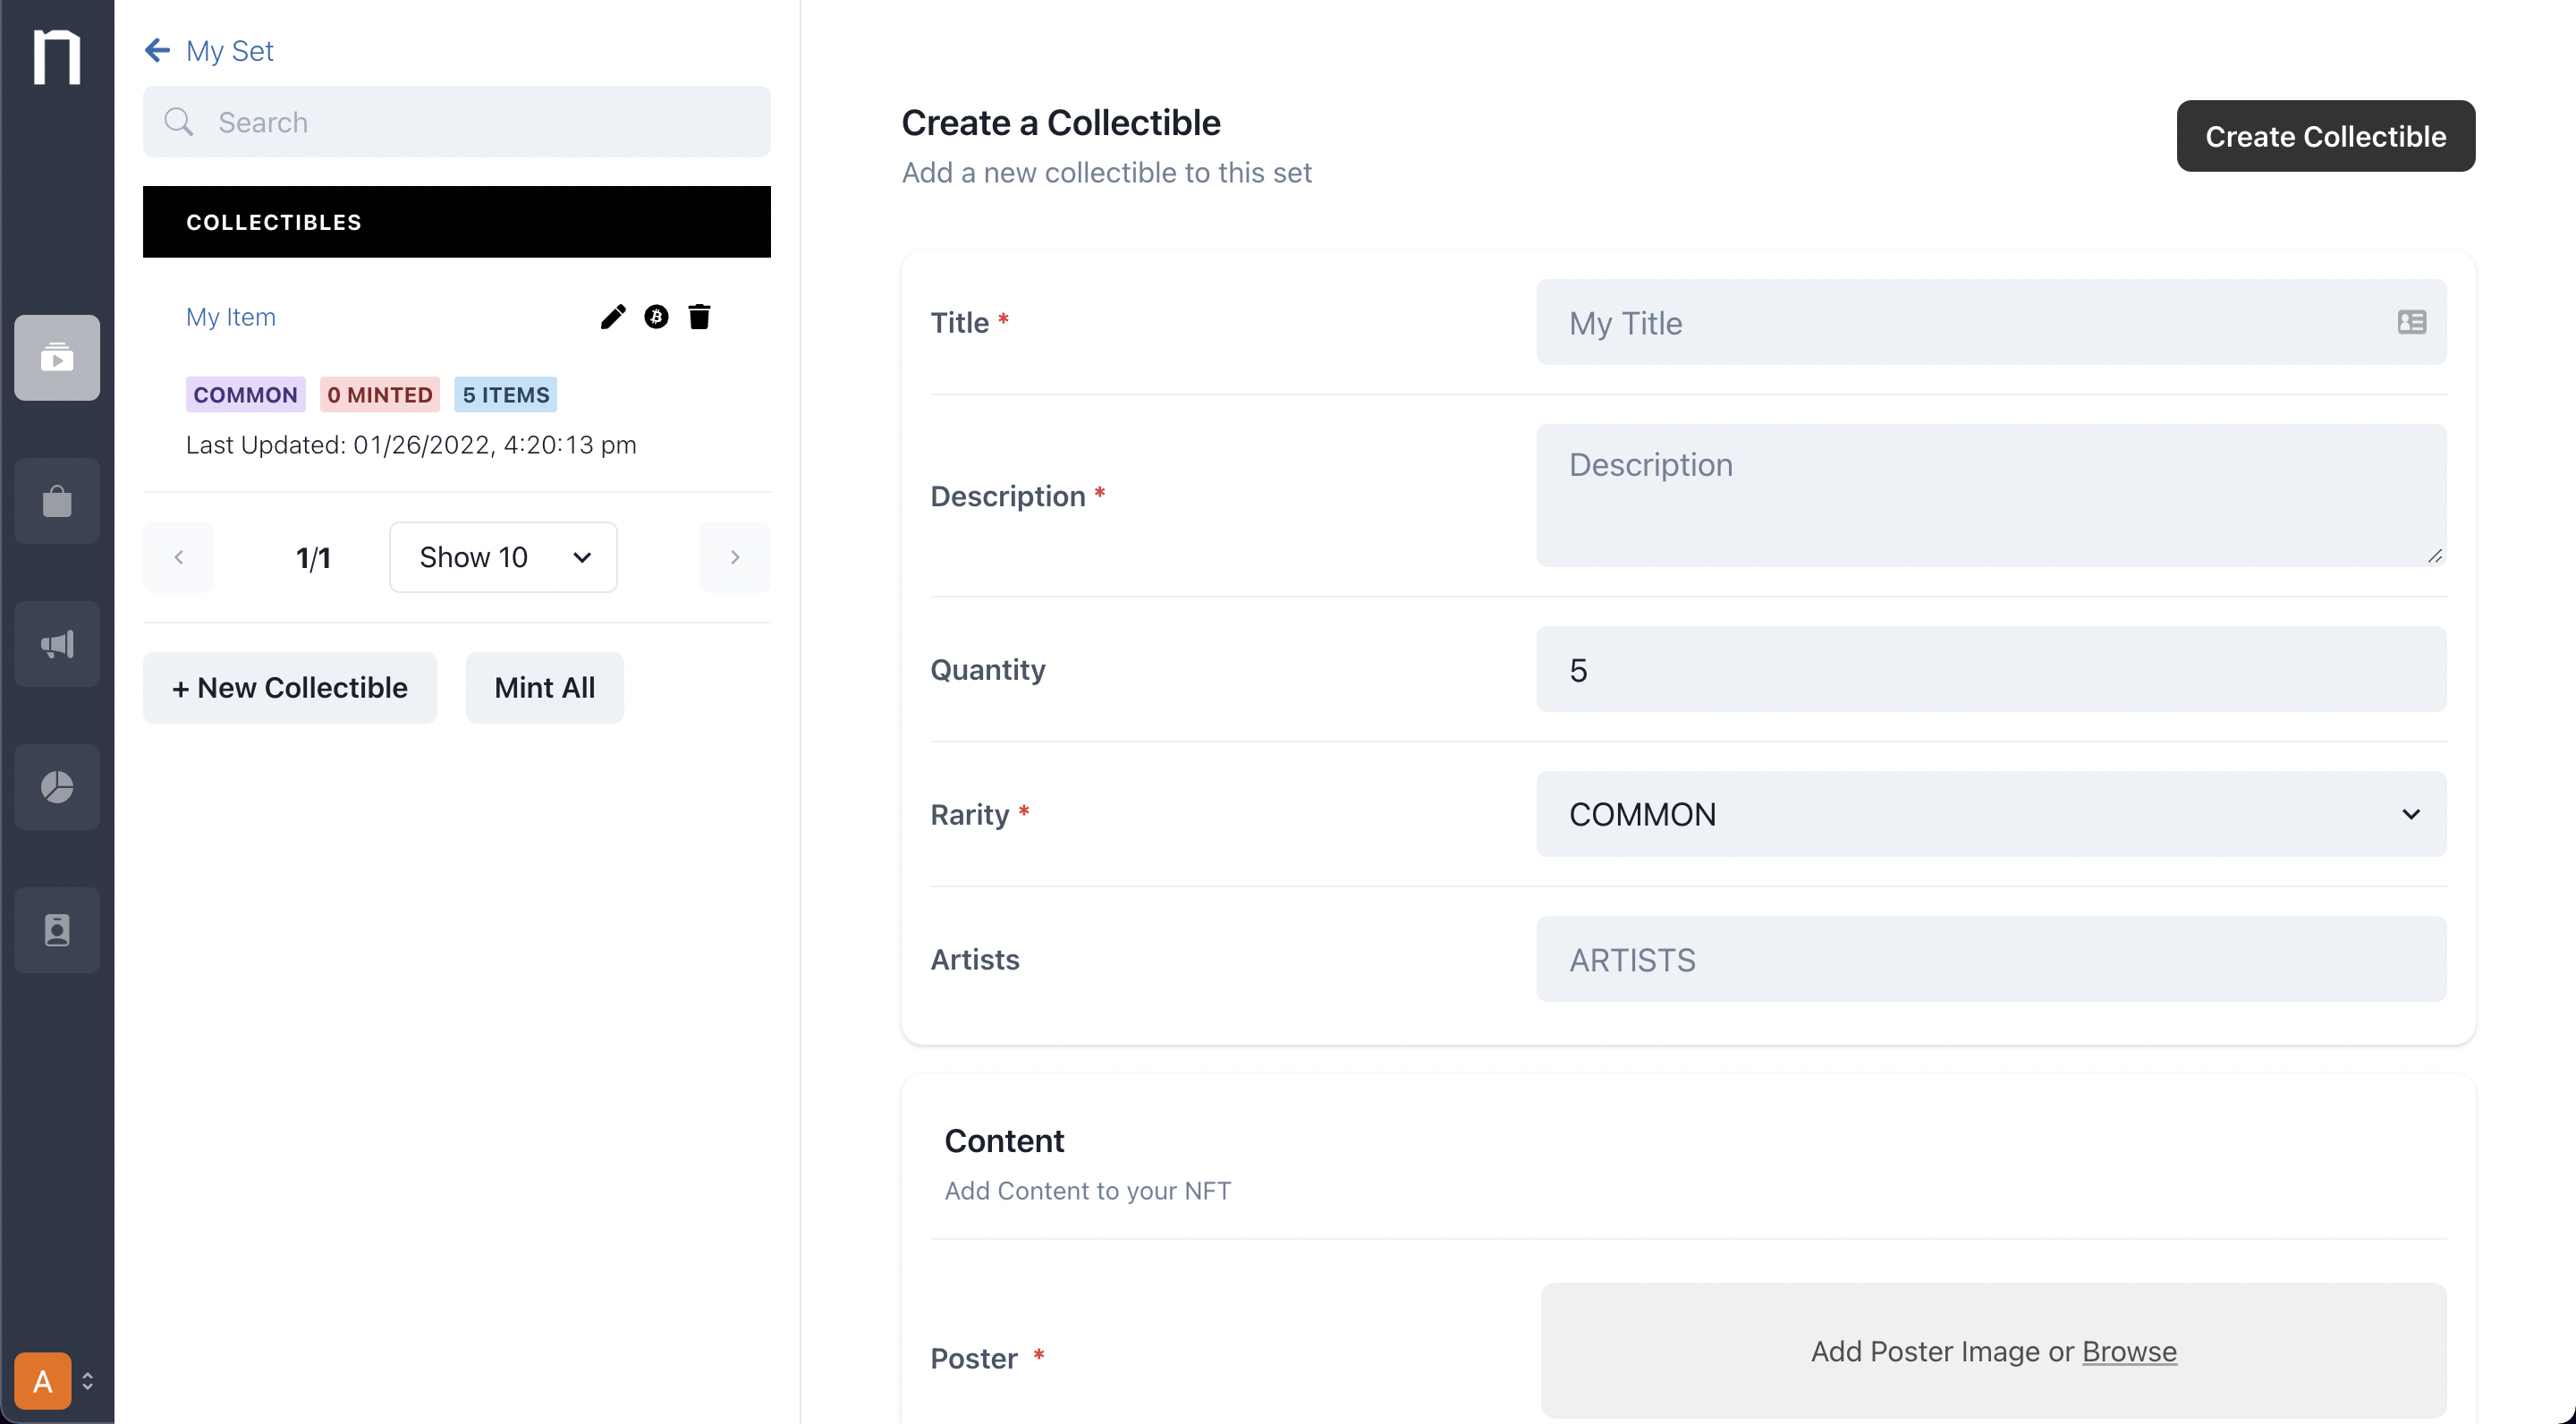 n
My Set
Search
COLLECTIBLES
My Item
COMMON 0 MINTED 5 ITEMS
Last Updated: 01/26/2022, 4:20:13 pm
1/1 Show 10
+ New Collectible Mint All
A
Create a Collectible
Add a new collectible to this set
Create Collectible
Title * My Title
Description * Description
Quantity 5
Rarity * COMMON
Artists ARTISTS
Content
Add Content to your NFT
Poster * Add Poster Image or Browse